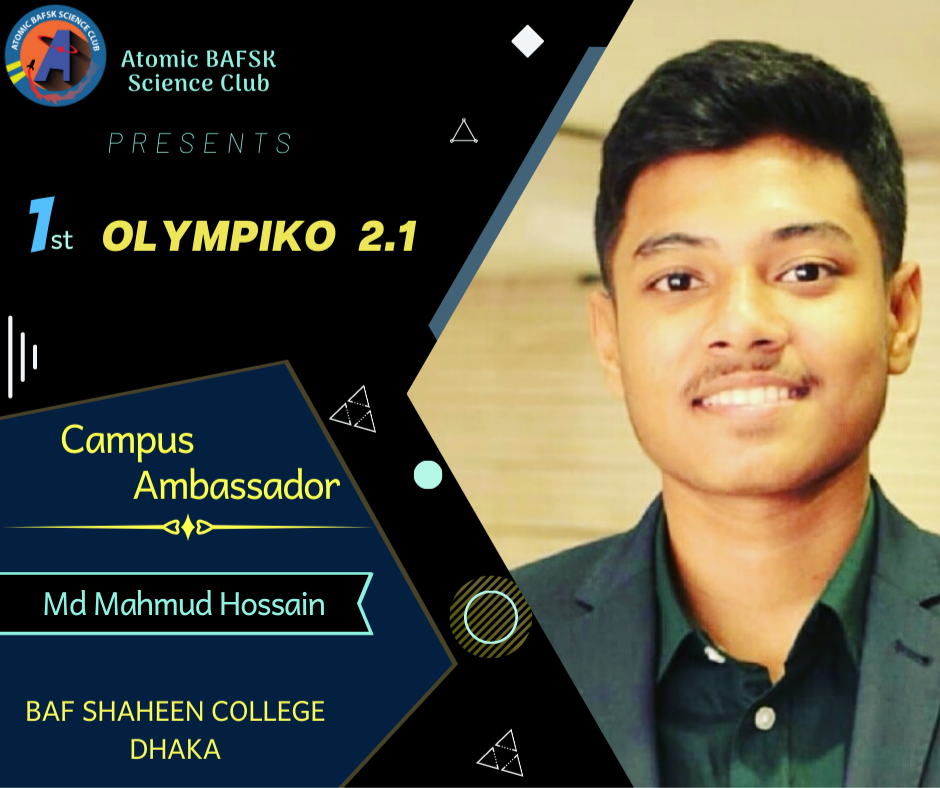 ATOMIC BAFSK SCIENCE CLUB
A
Atomic BAFSK
Science Club
PRESENTS
1st OLYMPIKO 2.1
Campus
Ambassador
Md Mahmud Hossain
BAF SHAHEEN COLLEGE
DHAKA